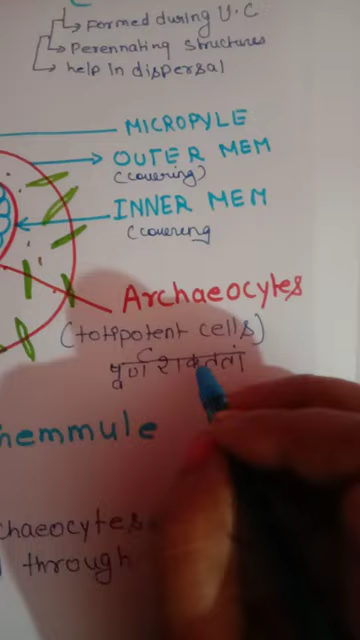 formed during U.C
Perennating structures
help in dispersal
MICROPYLE
OUTER MEM
(covering)
INNER MEM
(covering
Archaeocytes
(totipotent cells)
पूर्ण शक्तता
hemmule
chaeocytes
through